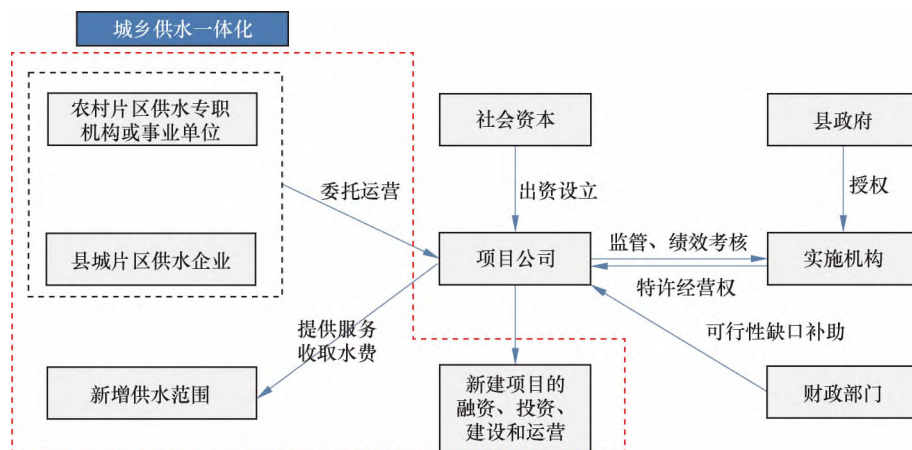 城乡供水一体化
农村片区供水专职
机构或事业单位
社会资本
县政府
委托运营
出资设立
授权
县城片区供水企业
项目公司
监管、绩效考核
特许经营权
实施机构
提供服务
收取水费
可行性缺口补助
新增供水范围
新建项目的
融资、投资、
建设和运营
财政部门